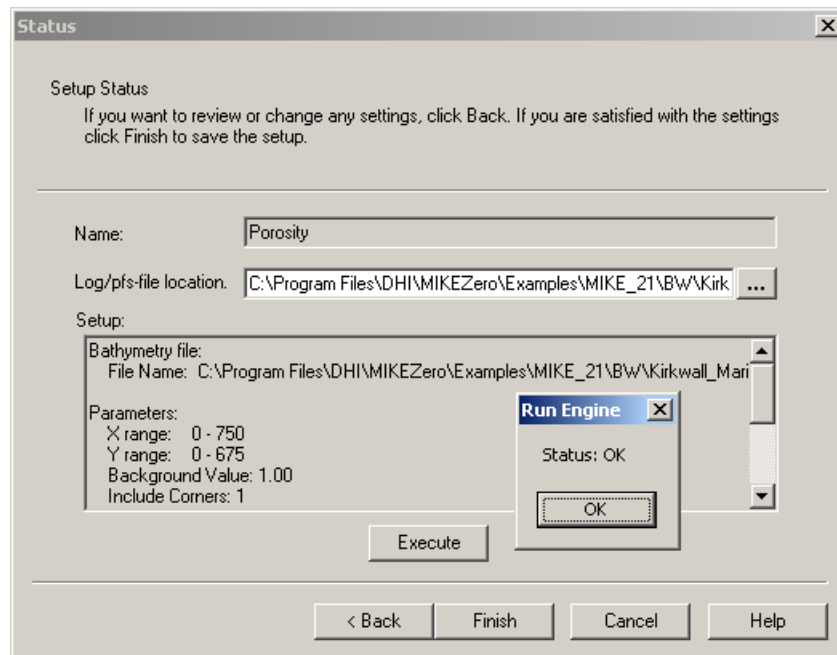 Status
Setup Status
If you want to review or change any settings, click Back. If you are satisfied with the settings
click Finish to save the setup.
Name: Porosity
Log/pfs-file location. C:\Program Files\DHI\MIKEZero\Examples\MIKE_21\BW\Kirk ...
Setup:
Bathymetry file:
File Name: C:\Program Files\DHI\MIKEZero\Examples\MIKE_21\BW\Kirkwall_Mari
Parameters:
X range: 0 - 750
Y range: 0 - 675
Background Value: 1.00
Include Corners: 1
Run Engine
Status: OK
OK
Execute
< Back Finish Cancel Help